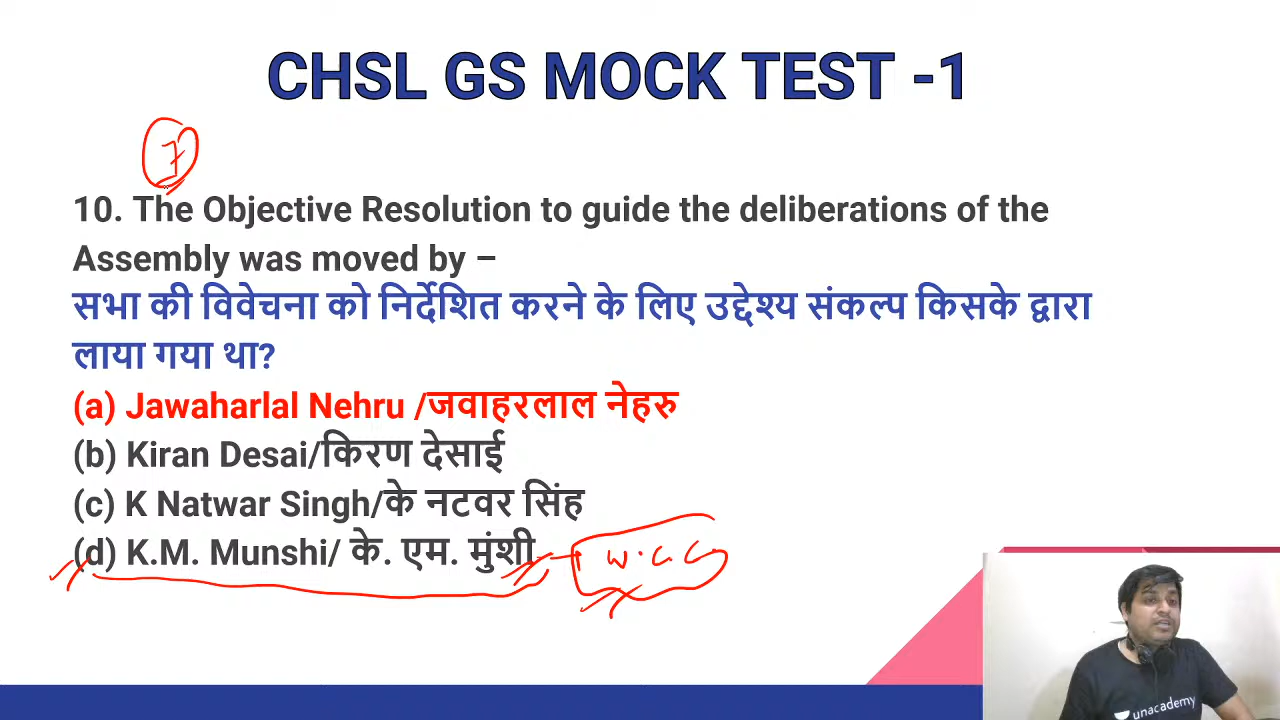 CHSL GS MOCK TEST -1
7
10. The Objective Resolution to guide the deliberations of the
Assembly was moved by –
सभा की विवेचना को निर्देशित करने के लिए उद्देश्य संकल्प किसके द्वारा
लाया गया था?
(a) Jawaharlal Nehru /जवाहरलाल नेहरु
(b) Kiran Desai/किरण देसाई
(c) K Natwar Singh/के नटवर सिंह
(d) K.M. Munshi/ के. एम. मुंशी
unacademy